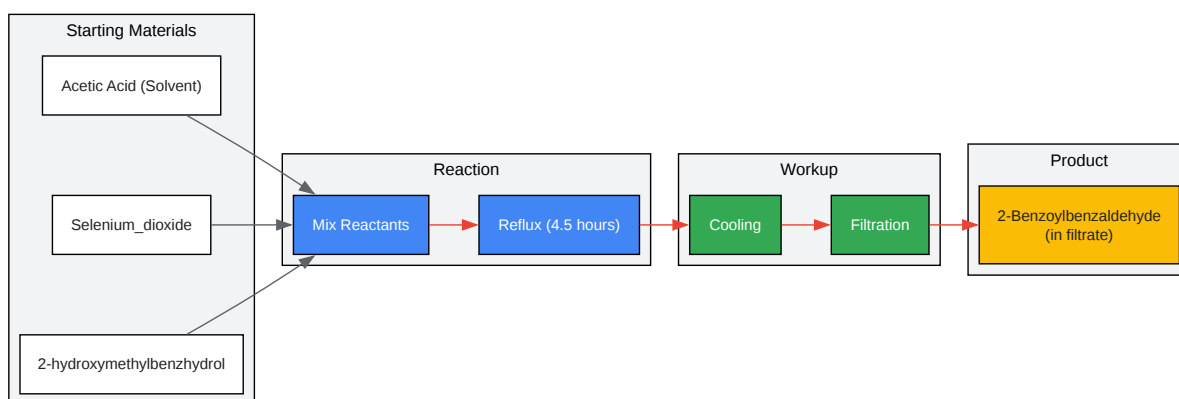 Starting Materials
Acetic Acid (Solvent)
Selenium_dioxide
2-hydroxymethylbenzhydrol
Reaction
Mix Reactants
Reflux (4.5 hours)
Workup
Cooling
Filtration
Product
2-Benzoylbenzaldehyde
(in filtrate)